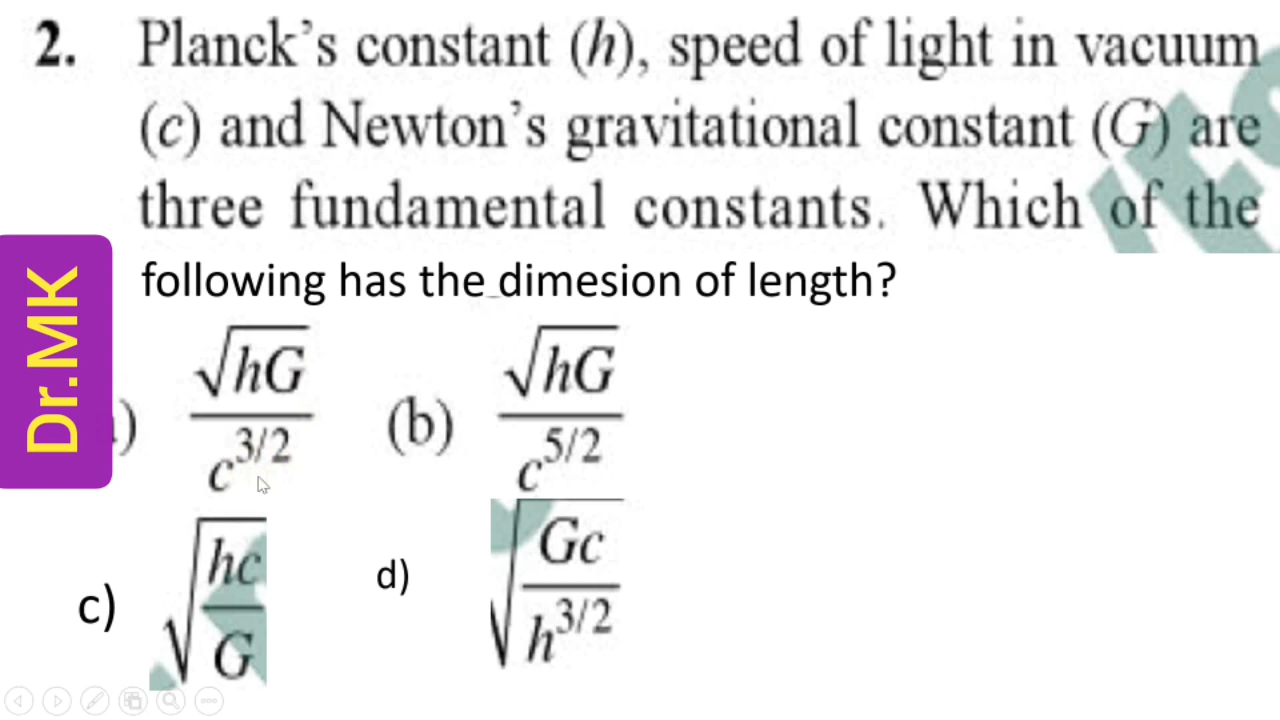 2. Planck's constant (h), speed of light in vacuum
(c) and Newton's gravitational constant (G) are
three fundamental constants. Which of the
following has the dimesion of length?
Dr.MK
) √hG / c^3/2 (b) √hG / c^5/2
c) √(hc / G) d) √(Gc / h^3/2)